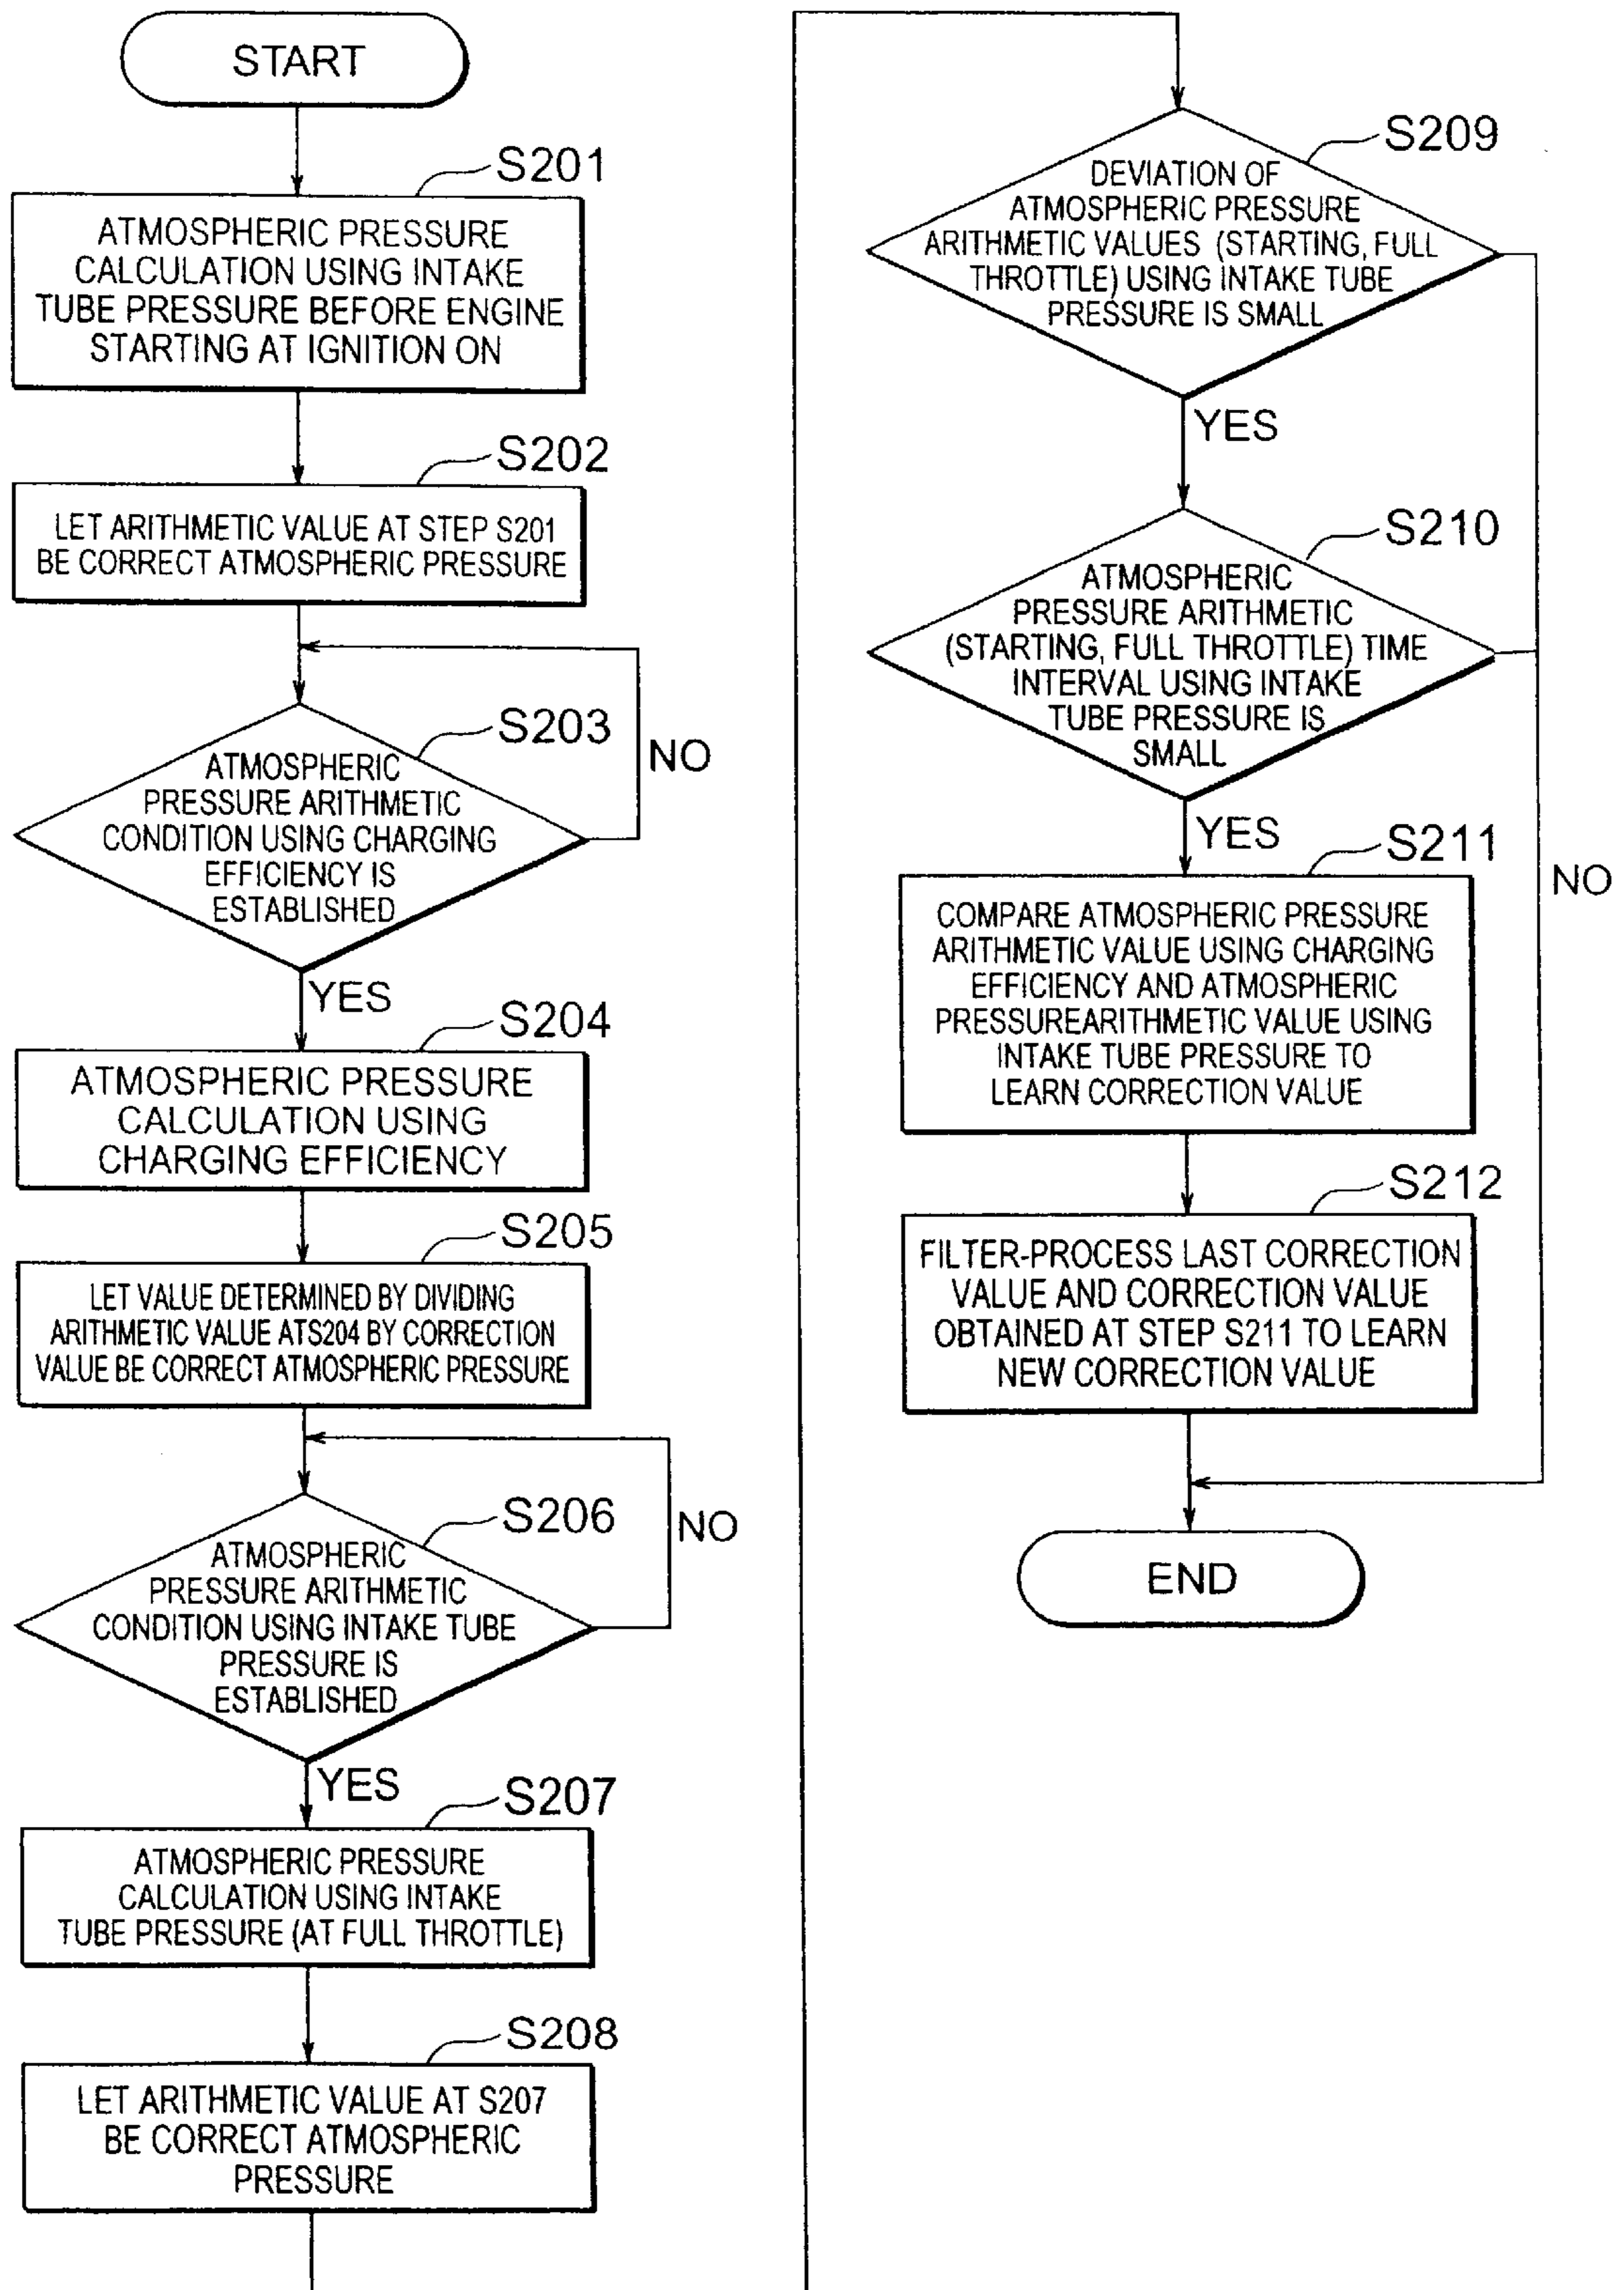 START
S201
ATMOSPHERIC PRESSURE
CALCULATION USING INTAKE
TUBE PRESSURE BEFORE ENGINE
STARTING AT IGNITION ON
S202
LET ARITHMETIC VALUE AT STEP S201
BE CORRECT ATMOSPHERIC PRESSURE
S203
ATMOSPHERIC
PRESSURE ARITHMETIC
CONDITION USING CHARGING
EFFICIENCY IS
ESTABLISHED
NO
YES
S204
ATMOSPHERIC PRESSURE
CALCULATION USING
CHARGING EFFICIENCY
S205
LET VALUE DETERMINED BY DIVIDING
ARITHMETIC VALUE ATS204 BY CORRECTION
VALUE BE CORRECT ATMOSPHERIC PRESSURE
S206
ATMOSPHERIC
PRESSURE ARITHMETIC
CONDITION USING INTAKE TUBE
PRESSURE IS
ESTABLISHED
NO
YES
S207
ATMOSPHERIC PRESSURE
CALCULATION USING INTAKE
TUBE PRESSURE (AT FULL THROTTLE)
S208
LET ARITHMETIC VALUE AT S207
BE CORRECT ATMOSPHERIC
PRESSURE
S209
DEVIATION OF
ATMOSPHERIC PRESSURE
ARITHMETIC VALUES (STARTING, FULL
THROTTLE) USING INTAKE TUBE
PRESSURE IS SMALL
YES
S210
ATMOSPHERIC
PRESSURE ARITHMETIC
(STARTING, FULL THROTTLE) TIME
INTERVAL USING INTAKE
TUBE PRESSURE IS
SMALL
YES
NO
S211
COMPARE ATMOSPHERIC PRESSURE
ARITHMETIC VALUE USING CHARGING
EFFICIENCY AND ATMOSPHERIC
PRESSUREARITHMETIC VALUE USING
INTAKE TUBE PRESSURE TO
LEARN CORRECTION VALUE
S212
FILTER-PROCESS LAST CORRECTION
VALUE AND CORRECTION VALUE
OBTAINED AT STEP S211 TO LEARN
NEW CORRECTION VALUE
END